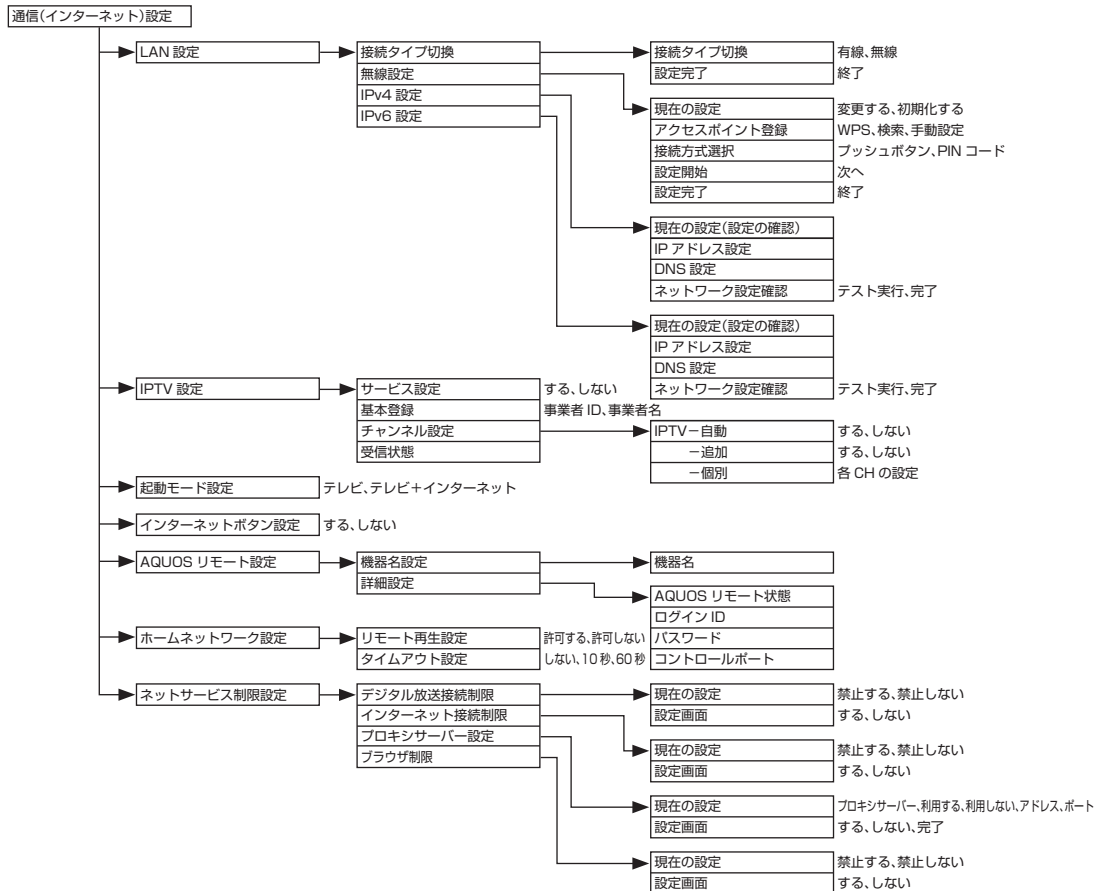 通信(インターネット)設定
LAN 設定
接続タイプ切換
無線設定
IPv4 設定
IPv6 設定
接続タイプ切換 有線、無線
設定完了 終了
現在の設定 変更する、初期化する
アクセスポイント登録 WPS、検索、手動設定
接続方式選択 プッシュボタン、PIN コード
設定開始 次へ
設定完了 終了
現在の設定(設定の確認)
IP アドレス設定
DNS 設定
ネットワーク設定確認 テスト実行、完了
現在の設定(設定の確認)
IP アドレス設定
DNS 設定
ネットワーク設定確認 テスト実行、完了
IPTV 設定
サービス設定 する、しない
基本登録 事業者 ID、事業者名
チャンネル設定
受信状態
IPTV－自動 する、しない
－追加 する、しない
－個別 各 CH の設定
起動モード設定 テレビ、テレビ＋インターネット
インターネットボタン設定 する、しない
AQUOS リモート設定
機器名設定
詳細設定
機器名
AQUOS リモート状態
ログイン ID
パスワード
コントロールポート
ホームネットワーク設定
リモート再生設定 許可する、許可しない
タイムアウト設定 しない、10 秒、60 秒
ネットサービス制限設定
デジタル放送接続制限
インターネット接続制限
プロキシサーバー設定
ブラウザ制限
現在の設定 禁止する、禁止しない
設定画面 する、しない
現在の設定 禁止する、禁止しない
設定画面 する、しない
現在の設定 プロキシサーバー、利用する、利用しない、アドレス、ポート
設定画面 する、しない、完了
現在の設定 禁止する、禁止しない
設定画面 する、しない